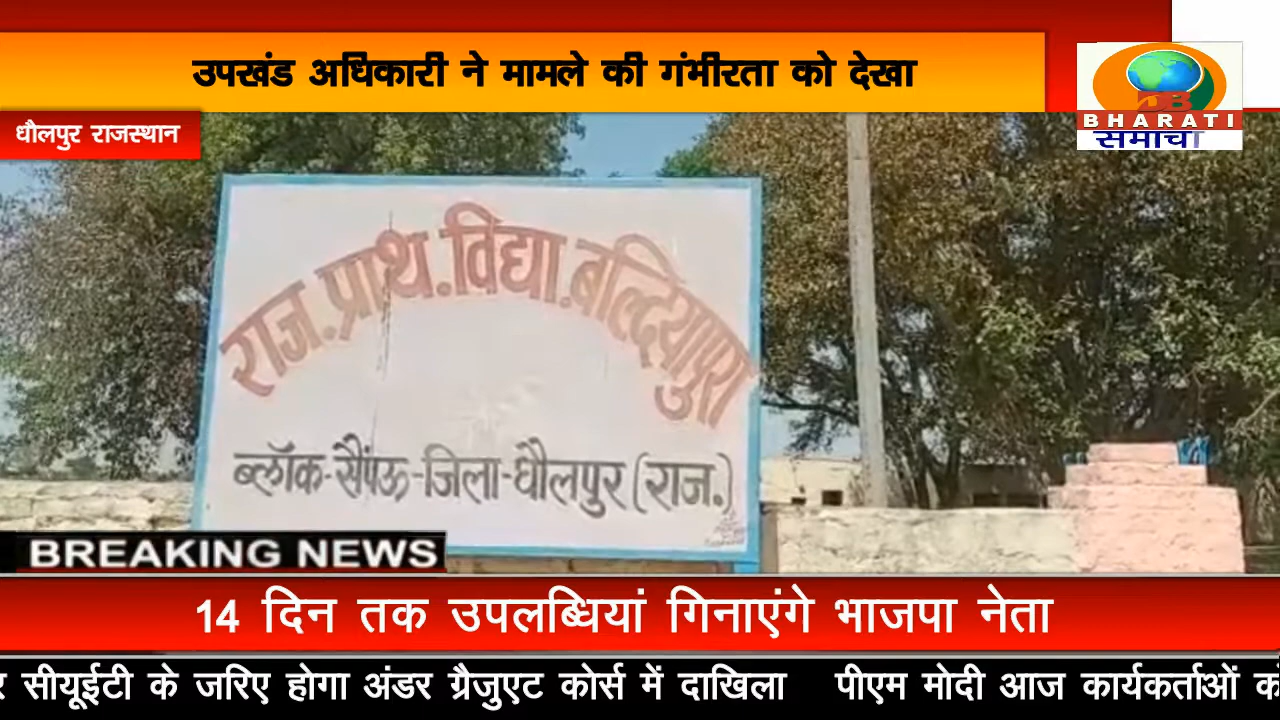 उपखंड अधिकारी ने मामले की गंभीरता को देखा
BHARATI
समाचा
धौलपुर राजस्थान
राज. प्राथ. विद्या. बल्दियापुरा
ब्लॉक-सैंपऊ-जिला-धौलपुर (राज.)
BREAKING NEWS
14 दिन तक उपलब्धियां गिनाएंगे भाजपा नेता
र सीयूईटी के जरिए होगा अंडर ग्रैजुएट कोर्स में दाखिला पीएम मोदी आज कार्यकर्ताओं को